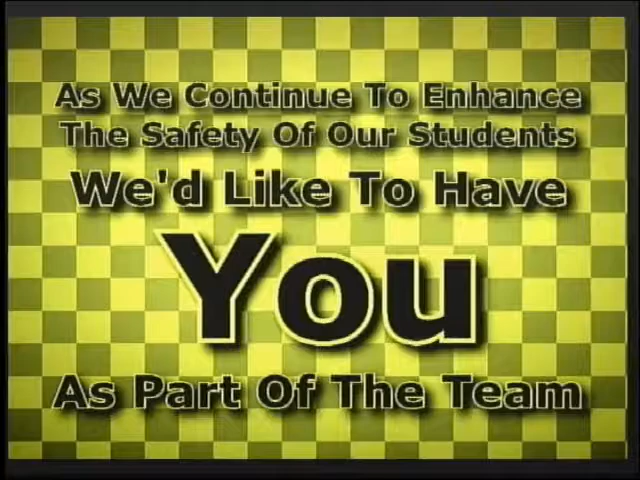 As We Continue To Enhance
The Safety Of Our Students
We'd Like To Have
You
As Part Of The Team